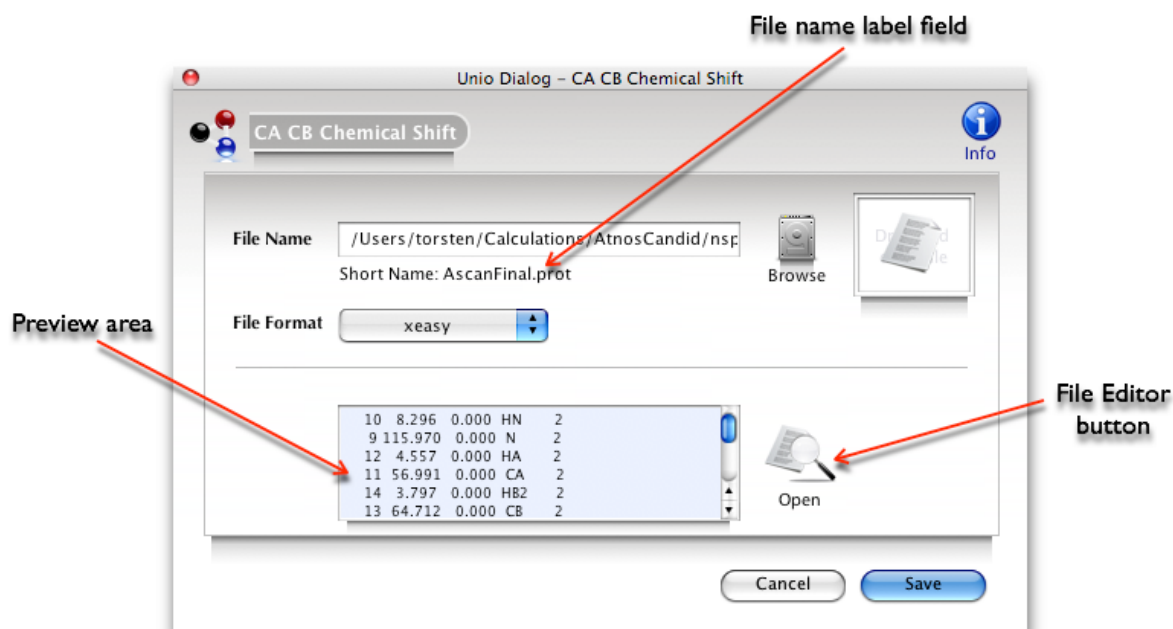 File name label field
Unio Dialog – CA CB Chemical Shift
CA CB Chemical Shift
Info
File Name
/Users/torsten/Calculations/AtnosCandid/nsp
Short Name: AscanFinal.prot
Browse
File Format
xeasy
Preview area
10 8.296 0.000 HN 2
9 115.970 0.000 N 2
12 4.557 0.000 HA 2
11 56.991 0.000 CA 2
14 3.797 0.000 HB2 2
13 64.712 0.000 CB 2
Open
File Editor
button
Cancel
Save